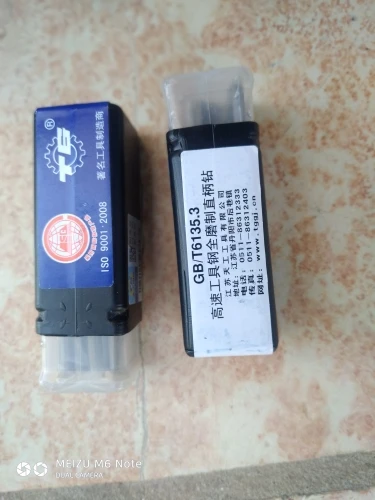 TG
®
著名工具制造商
ISO 9001:2008
GB/T6135.3
高速工具钢全磨制直柄钻
江苏天工工具有限公司
地址:江苏省丹阳市后巷镇
电话:0511-86312333
传真:0511-86312403
网址:www.tggj.cn
MEIZU M6 Note
DUAL CAMERA